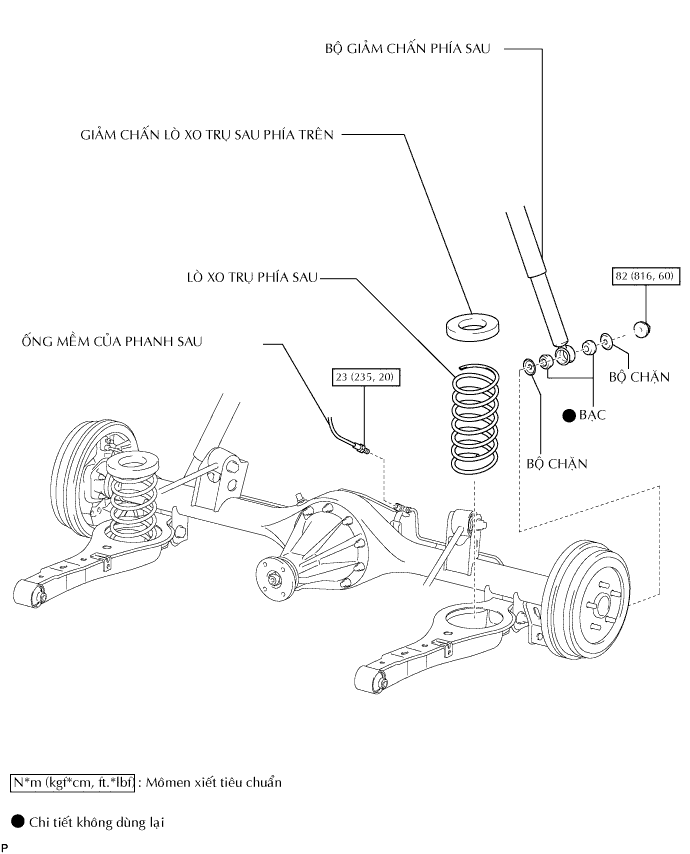 BỘ GIẢM CHẤN PHÍA SAU
GIẢM CHẤN LÒ XO TRỤ SAU PHÍA TRÊN
LÒ XO TRỤ PHÍA SAU
82 (816, 60)
ỐNG MỀM CỦA PHANH SAU
23 (235, 20)
BỘ CHẶN
● BẠC
BỘ CHẶN
N*m (kgf*cm, ft.*lbf) : Mômen xiết tiêu chuẩn
● Chi tiết không dùng lại
P